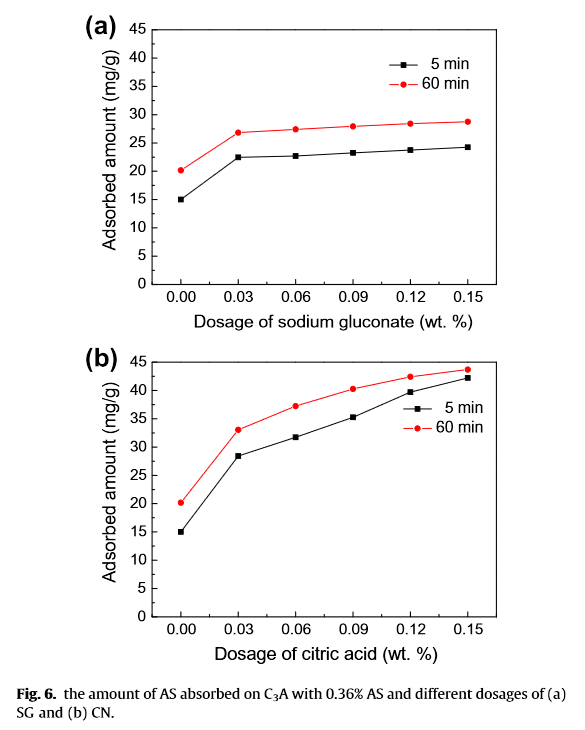 (a)
45
40
35
30
25
20
15
10
5
0
Adsorbed amount (mg/g)
5 min
60 min
0.00 0.03 0.06 0.09 0.12 0.15
Dosage of sodium gluconate (wt. %)
(b)
45
40
35
30
25
20
15
10
5
0
Adsorbed amount (mg/g)
5 min
60 min
0.00 0.03 0.06 0.09 0.12 0.15
Dosage of citric acid (wt. %)
Fig. 6. the amount of AS absorbed on C₃A with 0.36% AS and different dosages of (a)
SG and (b) CN.